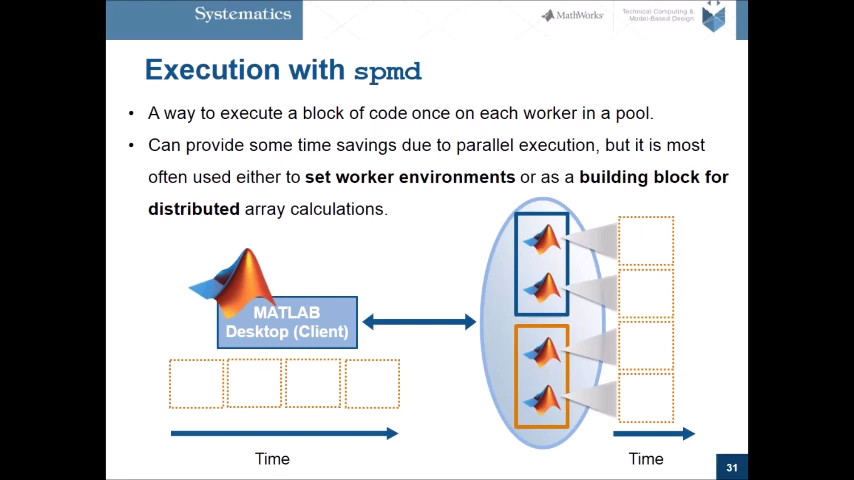 Systematics
MathWorks
Technical Computing &
Model-Based Design
Execution with spmd
• A way to execute a block of code once on each worker in a pool.
• Can provide some time savings due to parallel execution, but it is most
often used either to set worker environments or as a building block for
distributed array calculations.
MATLAB
Desktop (Client)
Time
Time
31